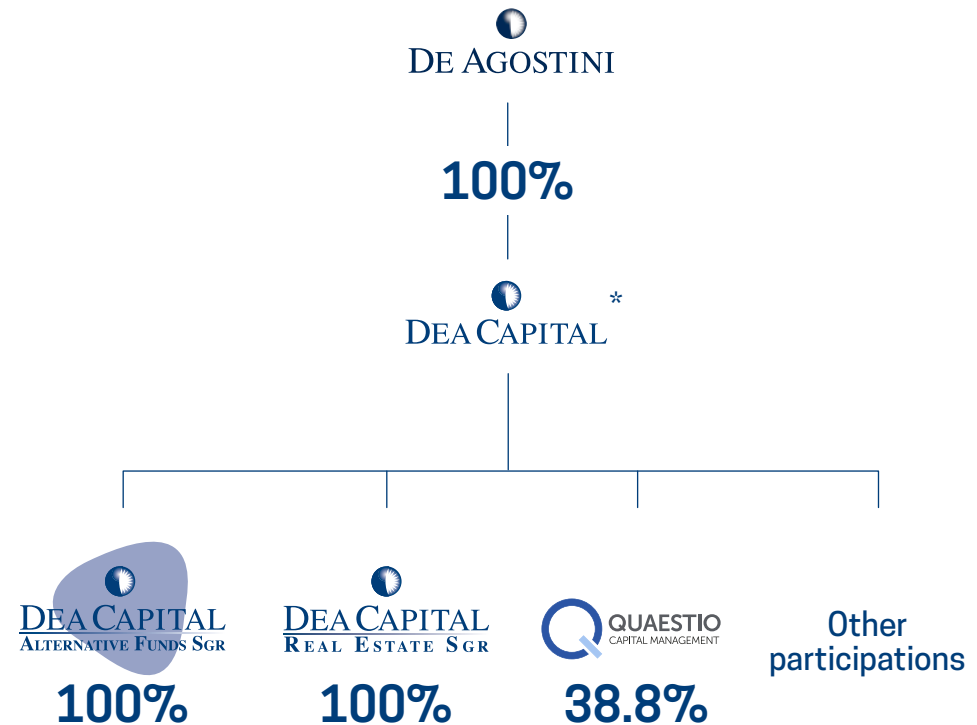 DE AGOSTINI
100%
DEA CAPITAL *
DEA CAPITAL
ALTERNATIVE FUNDS SGR
100%
DEA CAPITAL
REAL ESTATE SGR
100%
QUAESTIO
CAPITAL MANAGEMENT
38.8%
Other
participations